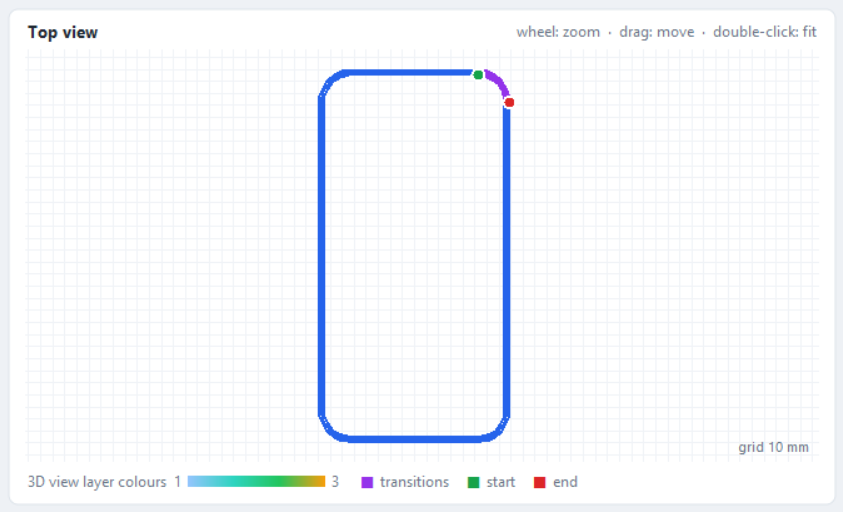 Top view
wheel: zoom · drag: move · double-click: fit
grid 10 mm
3D view layer colours 1 3 transitions start end